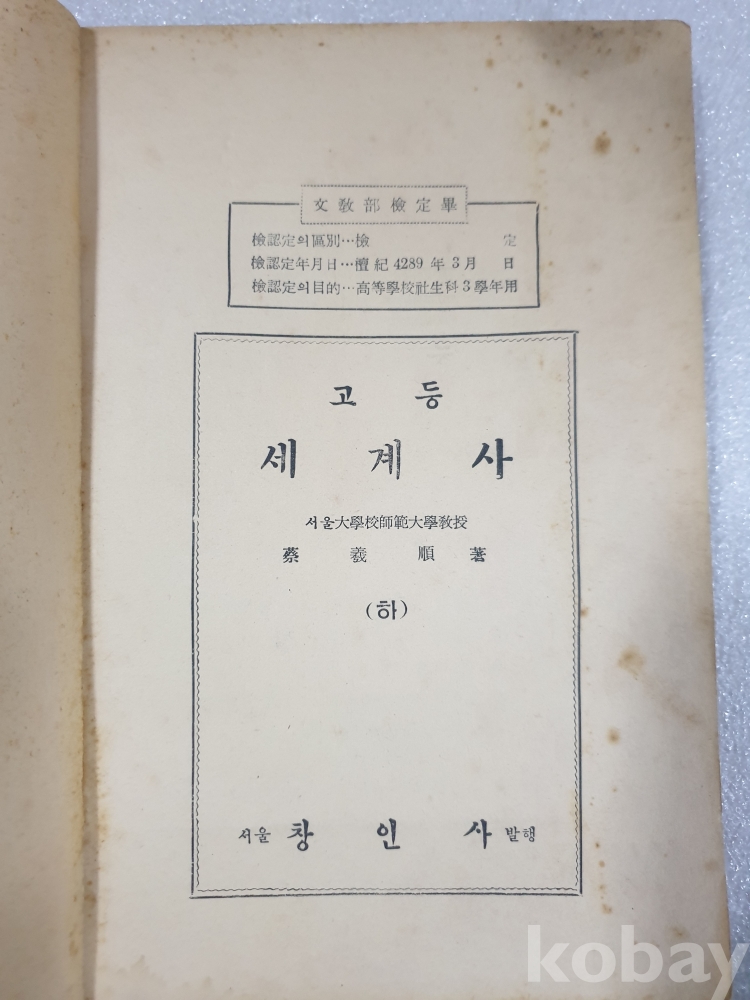 文敎部檢定畢
檢認定의區別…檢 定
檢認定年月日…檀紀 4289 年 3 月 日
檢認定의目的…高等學校社生科 3 學年用
고 등
세 계 사
서울大學校師範大學敎授
蔡 羲 順 著
(하)
서울 창 인 사 발행
kobay